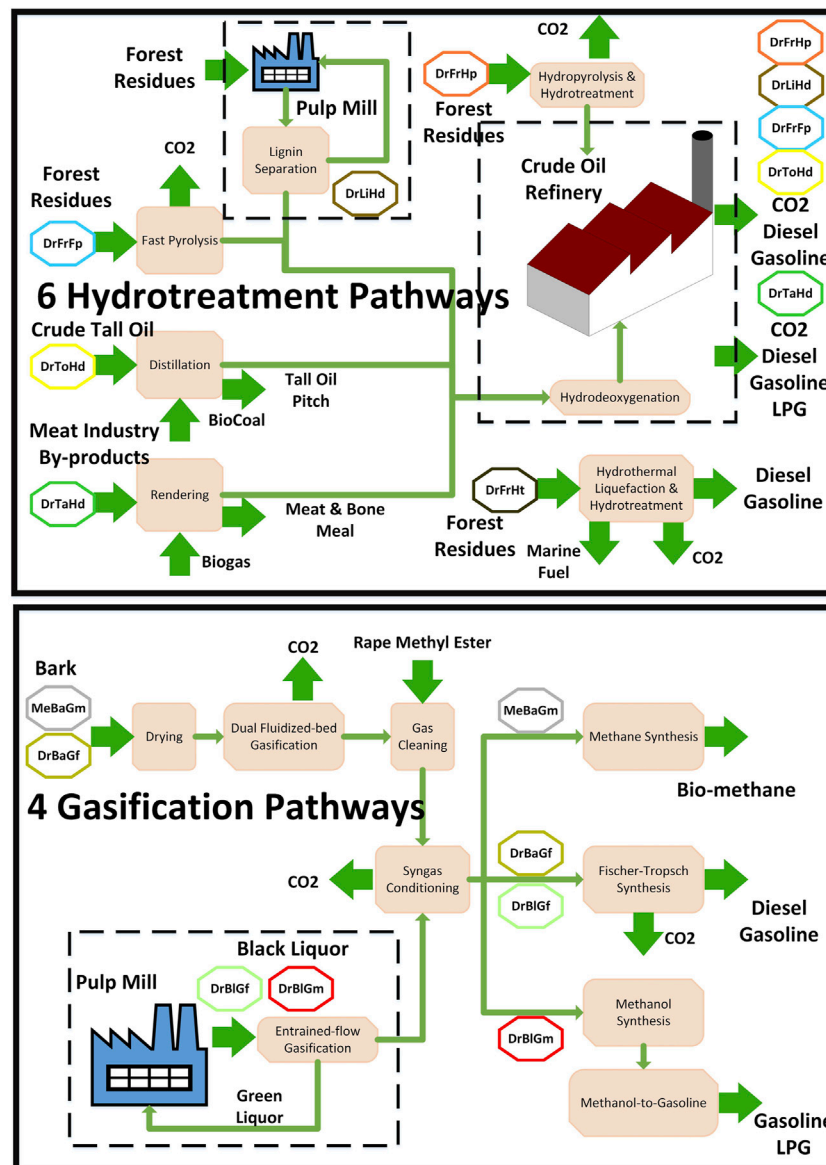 CO2
Forest
Residues
Pulp Mill
Lignin
Separation
DrLiHd
DrFrHp
Forest
Residues
Hydropyrolysis &
Hydrotreatment
DrFrHp
DrLiHd
DrFrFp
DrToHd
CO2
Diesel
Gasoline
Crude Oil
Refinery
CO2
Forest
Residues
DrFrFp
Fast Pyrolysis
6 Hydrotreatment Pathways
DrTaHd
CO2
Diesel
Gasoline
LPG
Crude Tall Oil
DrToHd
Distillation
Tall Oil
Pitch
BioCoal
Hydrodeoxygenation
Meat Industry
By-products
DrTaHd
Rendering
Meat & Bone
Meal
Biogas
DrFrHt
Forest
Residues
Hydrothermal
Liquefaction &
Hydrotreatment
Diesel
Gasoline
Marine
Fuel
CO2
Rape Methyl Ester
CO2
Bark
MeBaGm
DrBaGf
Drying
Dual Fluidized-bed
Gasification
Gas
Cleaning
MeBaGm
Methane Synthesis
Bio-methane
4 Gasification Pathways
CO2
Syngas
Conditioning
DrBaGf
DrBlGf
Fischer-Tropsch
Synthesis
CO2
Diesel
Gasoline
Black Liquor
Pulp Mill
DrBlGf
DrBlGm
Entrained-flow
Gasification
Green
Liquor
DrBlGm
Methanol
Synthesis
Methanol-to-Gasoline
Gasoline
LPG